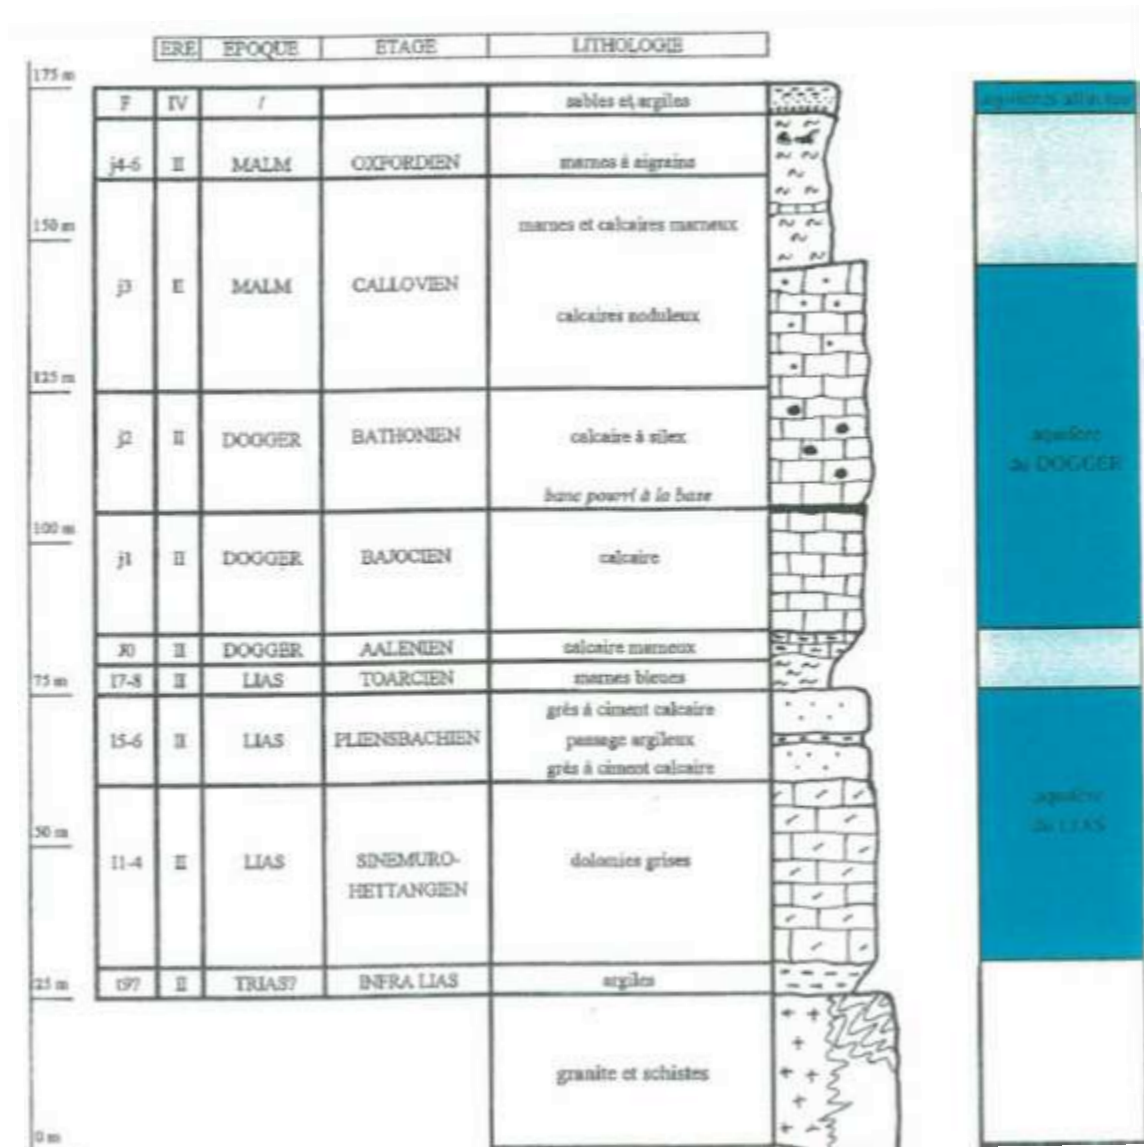 ERE EPOQUE ETAGE LITHOLOGIE
175 m
F IV / sables et argiles
j4-6 II MALM OXFORDIEN marnes à aigrains
150 m
marnes et calcaires marneux
j3 II MALM CALLOVIEN
calcaires noduleux
125 m
j2 II DOGGER BATHONIEN calcaire à silex
aquifère
du DOGGER
banc pourri à la base
100 m
j1 II DOGGER BAJOCIEN calcaire
J0 II DOGGER AALENIEN calcaire marneux
75 m
l7-8 II LIAS TOARCIEN marnes bleues
grès à ciment calcaire
l5-6 II LIAS PLIENSBACHIEN passage argileux
grès à ciment calcaire
aquifère
du LIAS
50 m
l1-4 II LIAS SINEMURO-
HETTANGIEN
dolomies grises
25 m
t9? II TRIAS? INFRA LIAS argiles
granite et schistes
0 m